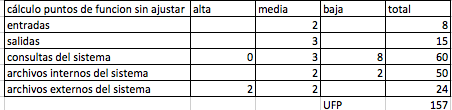 cálculo puntos de funcion sin ajustar alta media baja total
entradas 2 8
salidas 3 15
consultas del sistema 0 3 8 60
archivos internos del sistema 2 2 50
archivos externos del sistema 2 2 24
UFP 157